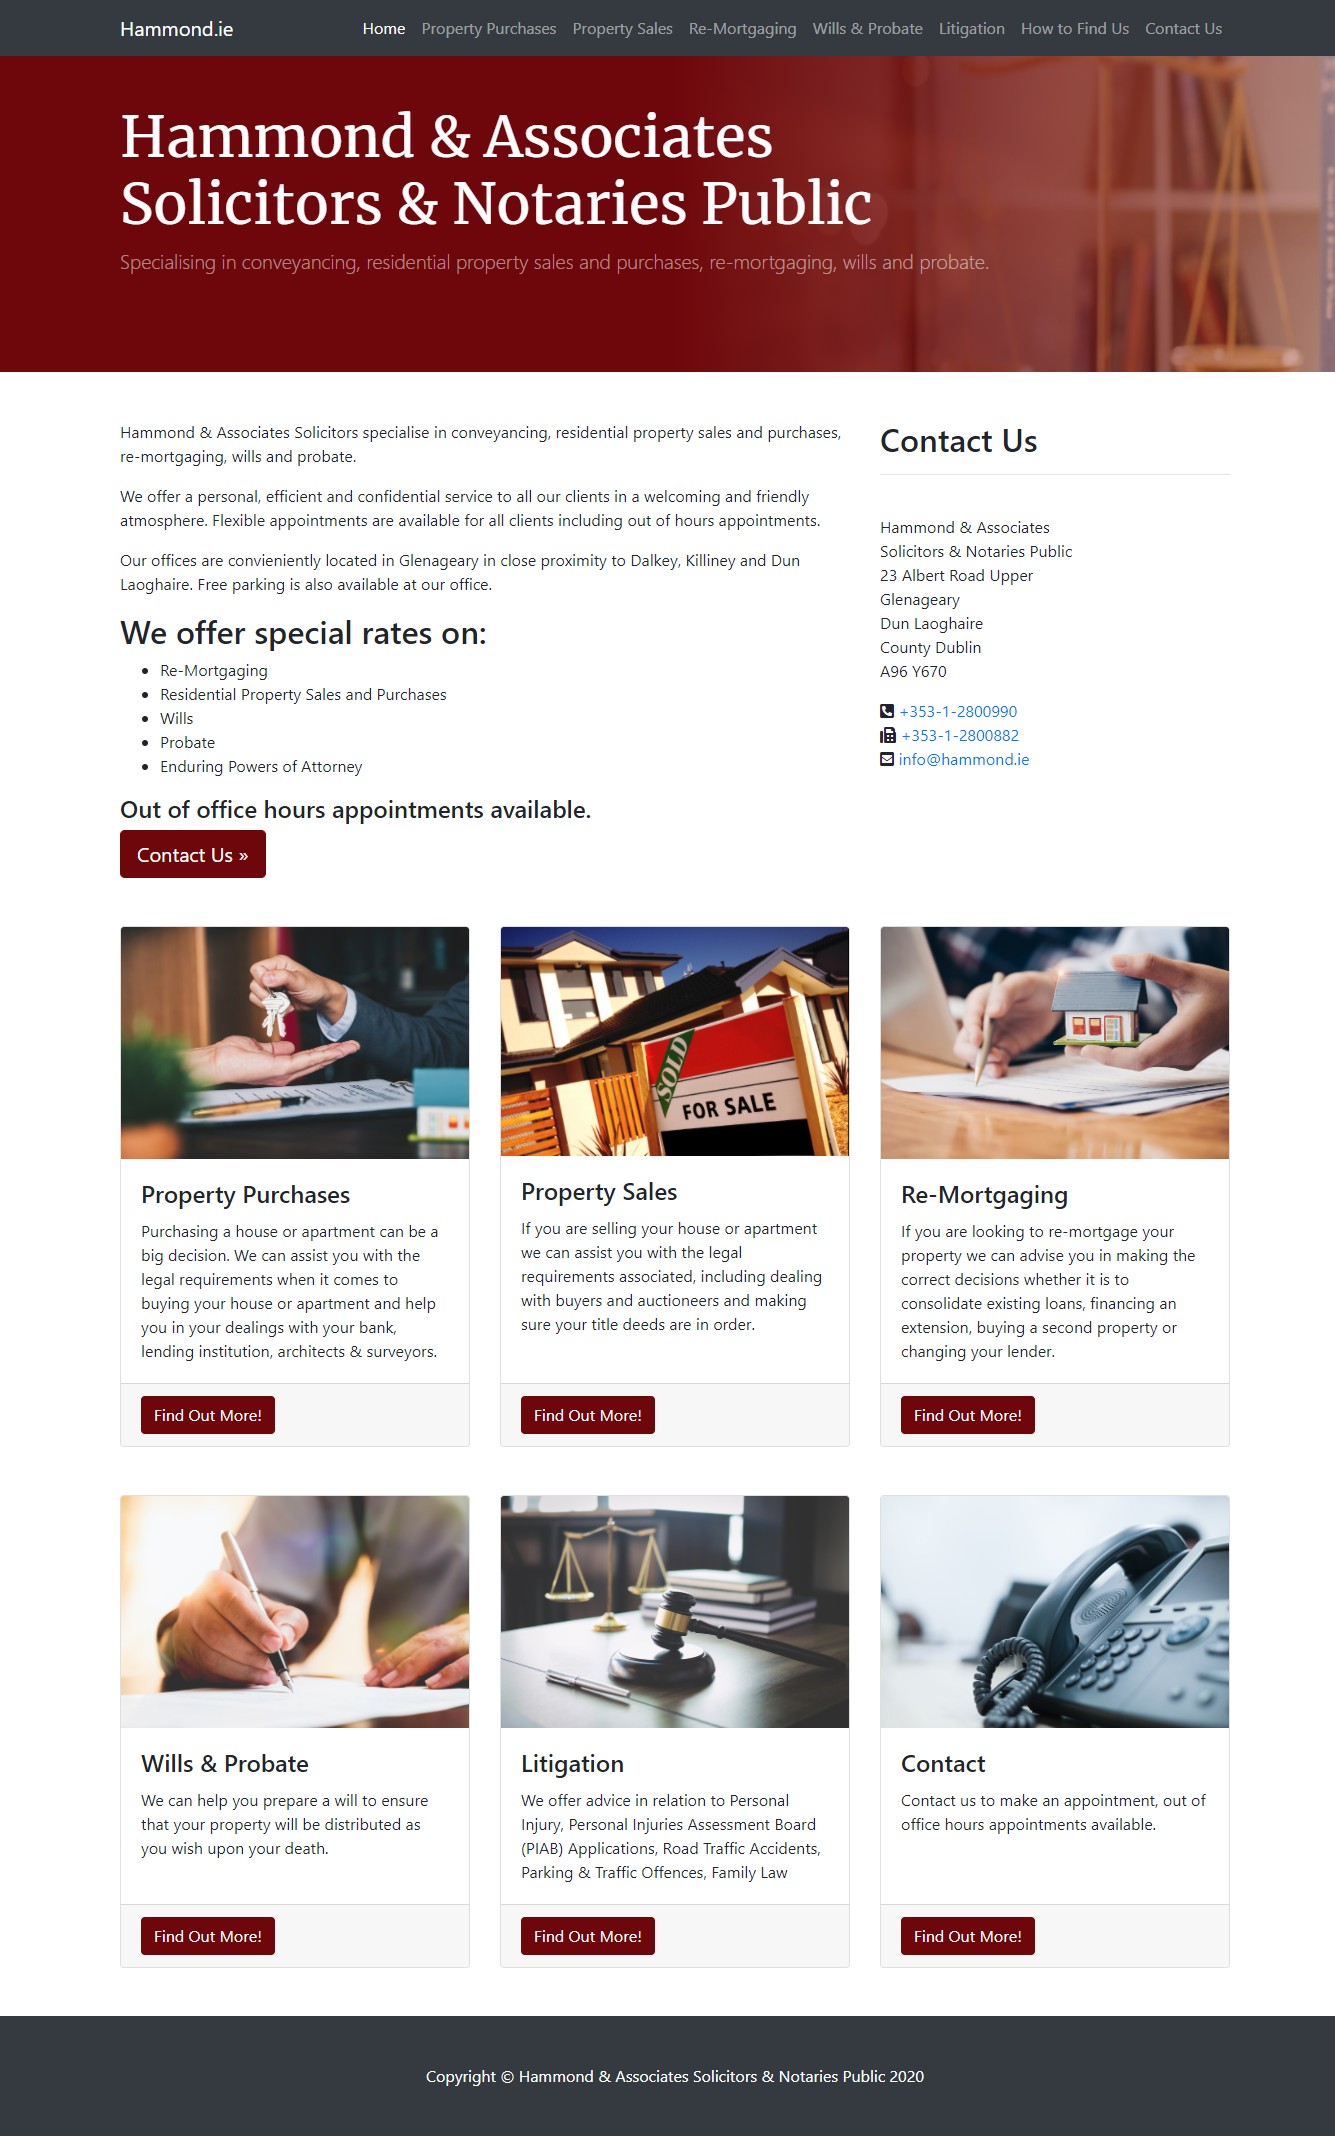 Hammond.ie
Home Property Purchases Property Sales Re-Mortgaging Wills & Probate Litigation How to Find Us Contact Us
Hammond & Associates
Solicitors & Notaries Public
Specialising in conveyancing, residential property sales and purchases, re-mortgaging, wills and probate.
Hammond & Associates Solicitors specialise in conveyancing, residential property sales and purchases,
re-mortgaging, wills and probate.
We offer a personal, efficient and confidential service to all our clients in a welcoming and friendly
atmosphere. Flexible appointments are available for all clients including out of hours appointments.
Our offices are convieniently located in Glenageary in close proximity to Dalkey, Killiney and Dun
Laoghaire. Free parking is also available at our office.
We offer special rates on:
• Re-Mortgaging
• Residential Property Sales and Purchases
• Wills
• Probate
• Enduring Powers of Attorney
Out of office hours appointments available.
Contact Us »
Contact Us
Hammond & Associates
Solicitors & Notaries Public
23 Albert Road Upper
Glenageary
Dun Laoghaire
County Dublin
A96 Y670
+353-1-2800990
+353-1-2800882
info@hammond.ie
Property Purchases
Purchasing a house or apartment can be a
big decision. We can assist you with the
legal requirements when it comes to
buying your house or apartment and help
you in your dealings with your bank,
lending institution, architects & surveyors.
Find Out More!
SOLD
FOR SALE
Property Sales
If you are selling your house or apartment
we can assist you with the legal
requirements associated, including dealing
with buyers and auctioneers and making
sure your title deeds are in order.
Find Out More!
Re-Mortgaging
If you are looking to re-mortgage your
property we can advise you in making the
correct decisions whether it is to
consolidate existing loans, financing an
extension, buying a second property or
changing your lender.
Find Out More!
Wills & Probate
We can help you prepare a will to ensure
that your property will be distributed as
you wish upon your death.
Find Out More!
Litigation
We offer advice in relation to Personal
Injury, Personal Injuries Assessment Board
(PIAB) Applications, Road Traffic Accidents,
Parking & Traffic Offences, Family Law
Find Out More!
Contact
Contact us to make an appointment, out of
office hours appointments available.
Find Out More!
Copyright © Hammond & Associates Solicitors & Notaries Public 2020